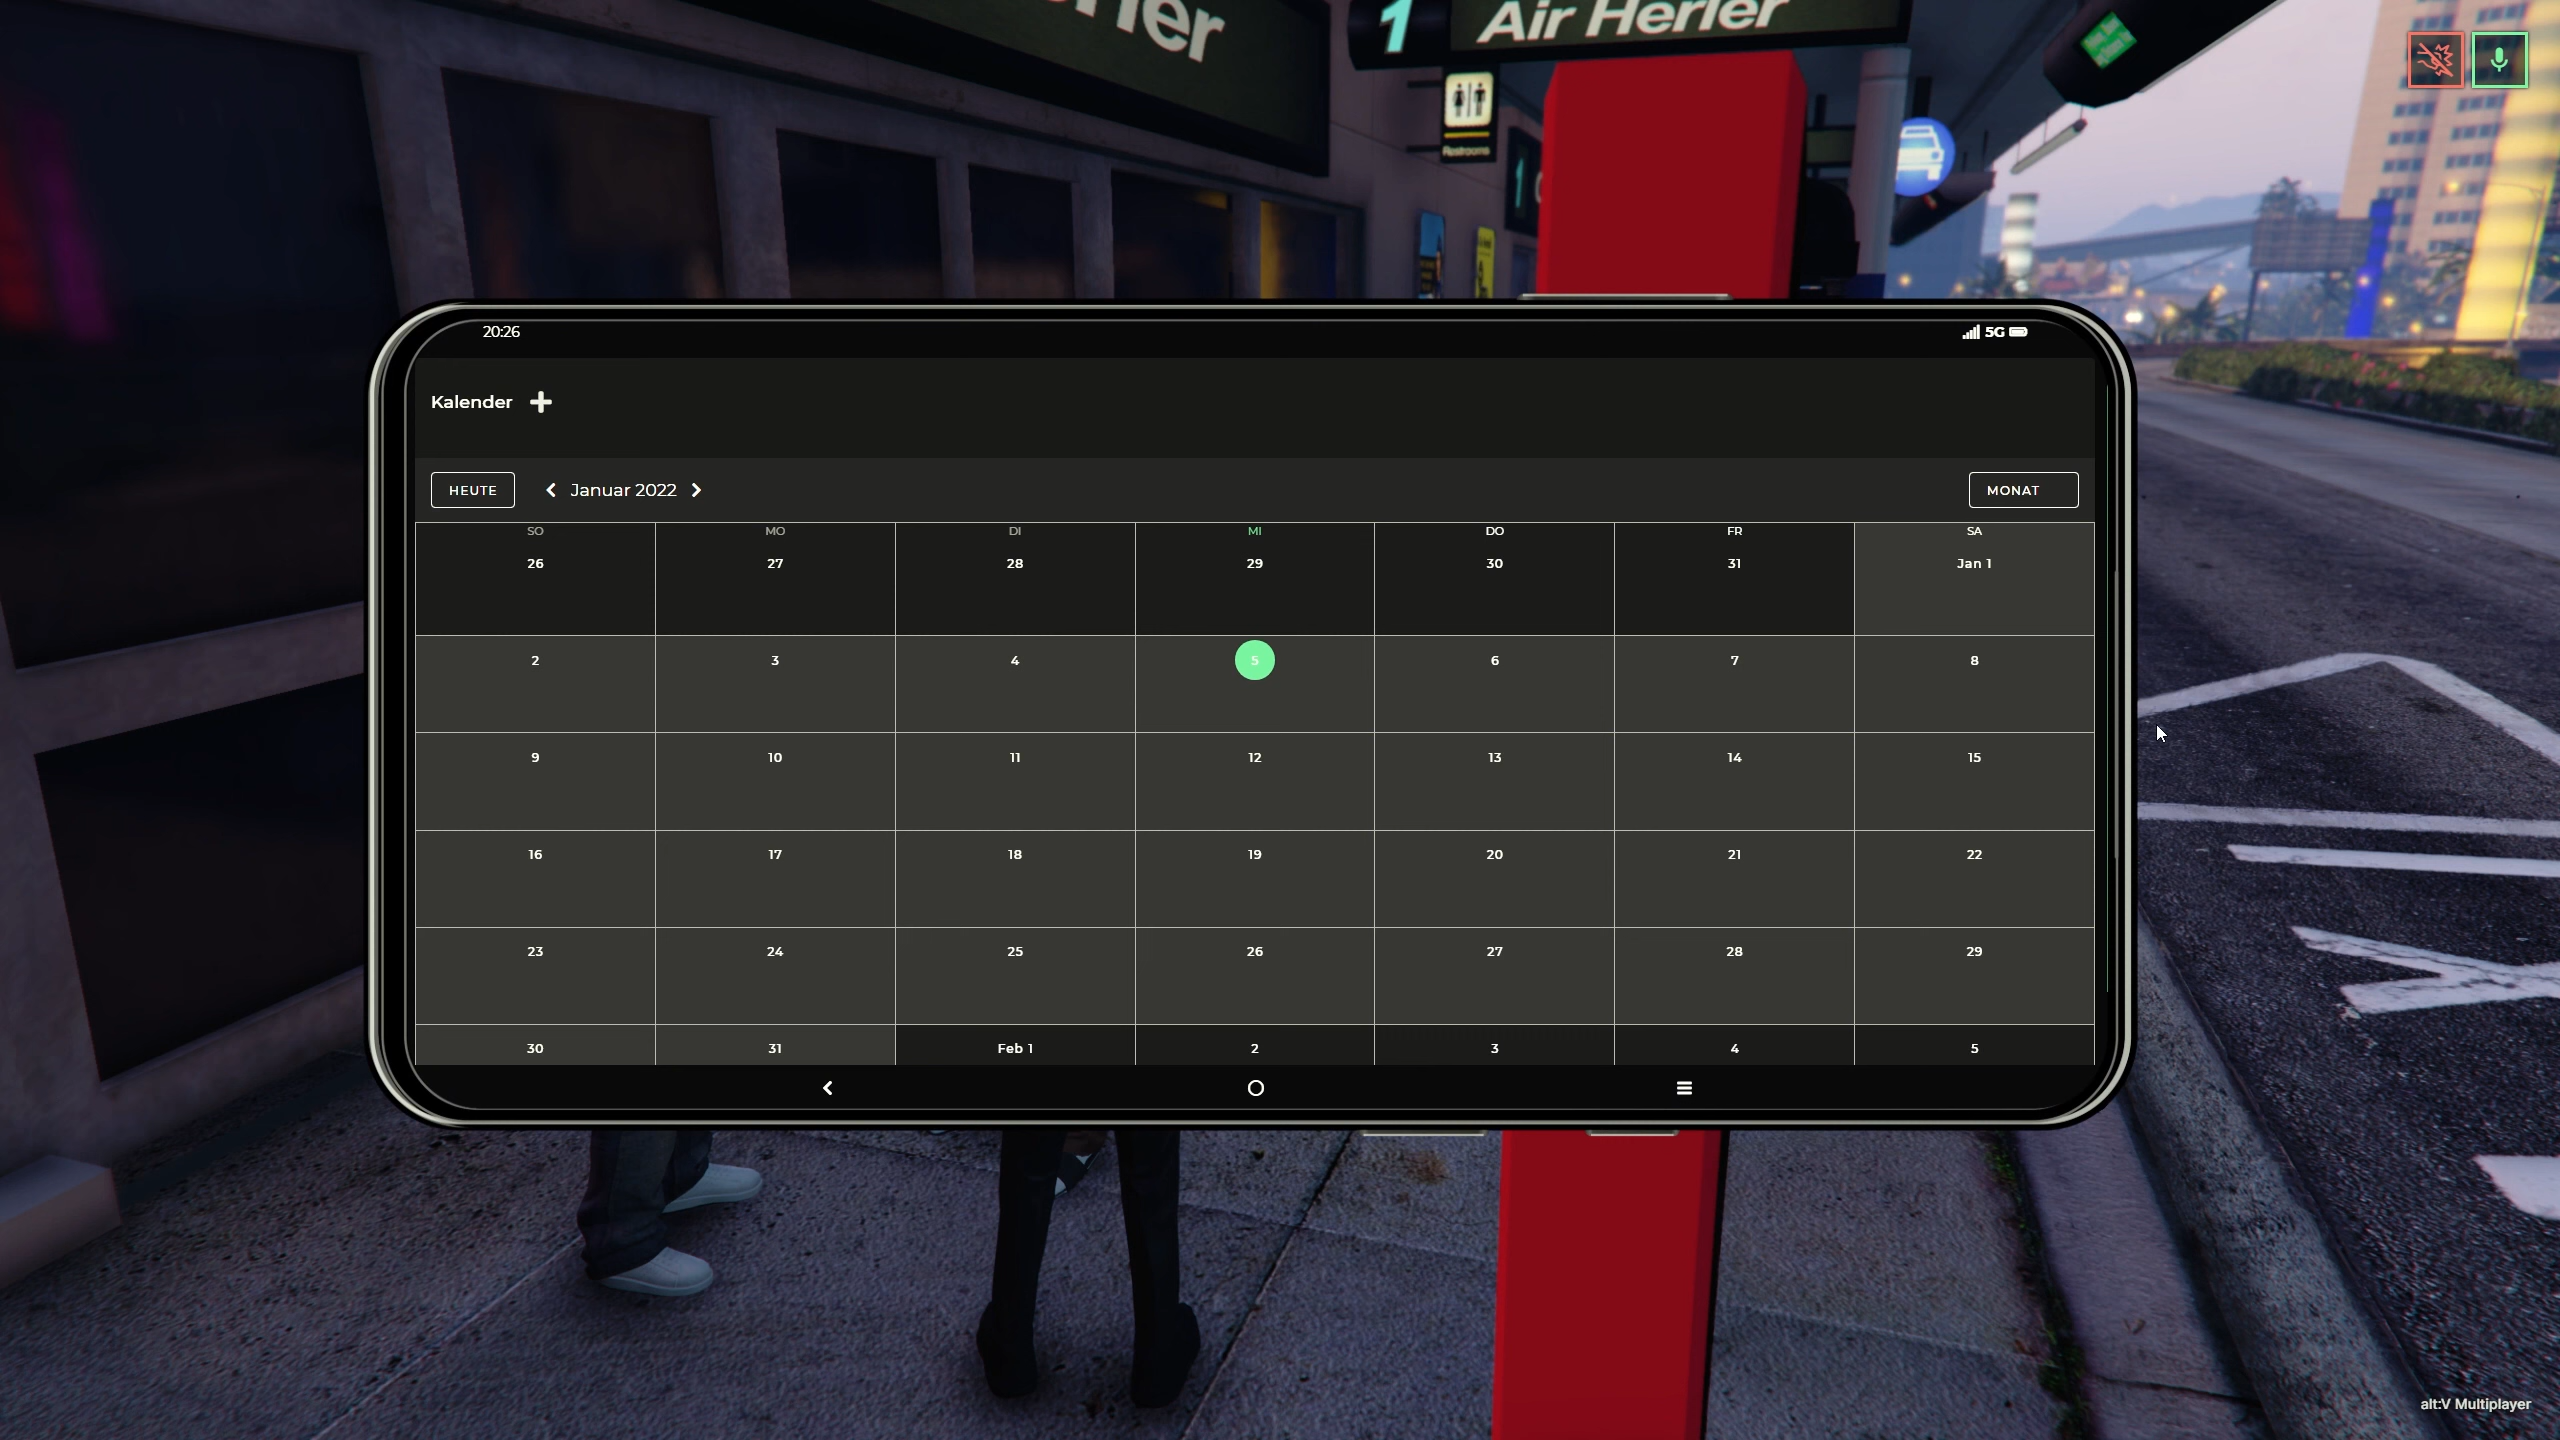 1
Air Herler
Restrooms
20:26
5G
Kalender
HEUTE
Januar 2022
MONAT
SO MO DI MI DO FR SA
26 27 28 29 30 31 Jan 1
2 3 4 5 6 7 8
9 10 11 12 13 14 15
16 17 18 19 20 21 22
23 24 25 26 27 28 29
30 31 Feb 1 2 3 4 5
alt:V Multiplayer